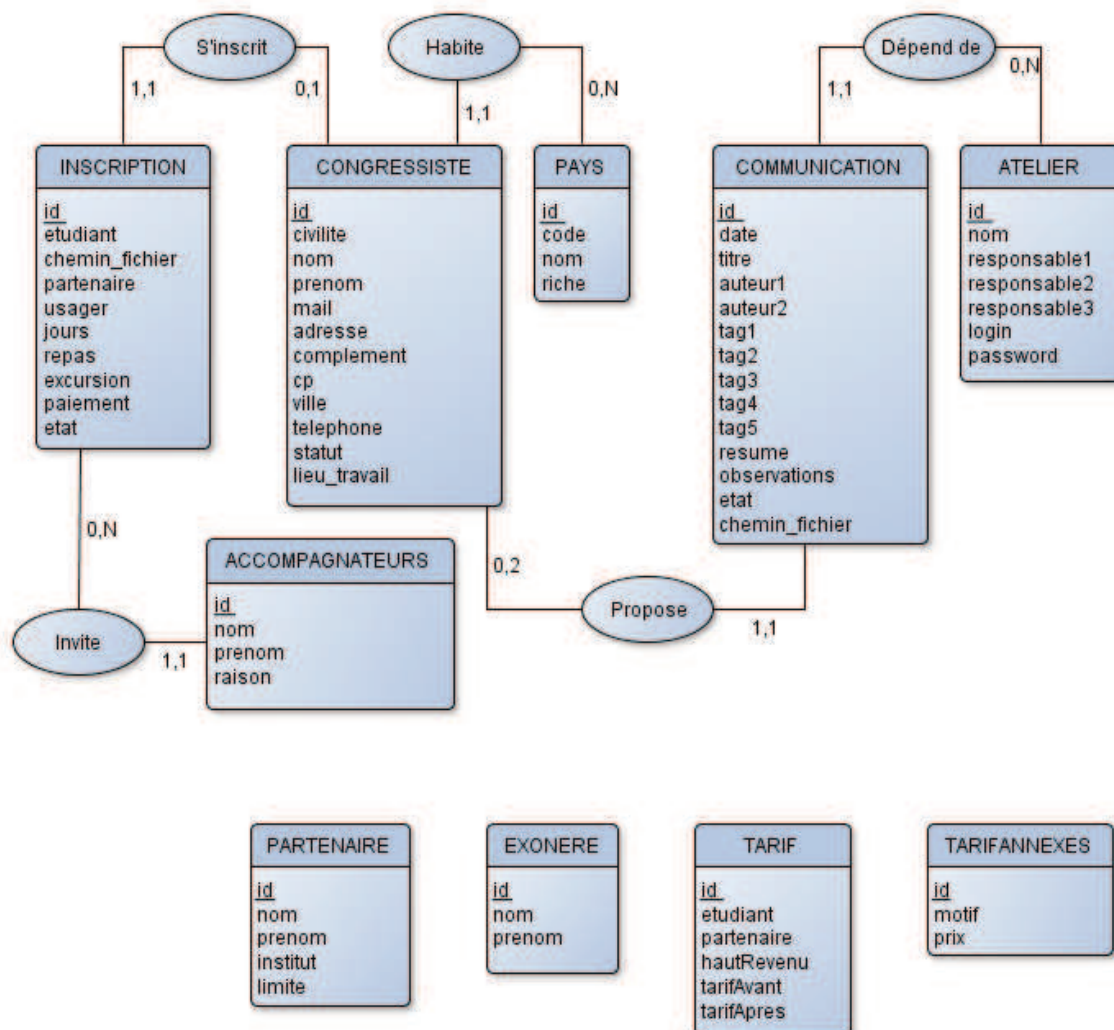 S'inscrit
Habite
Dépend de
1,1
0,1
1,1
0,N
1,1
0,N
INSCRIPTION
id
etudiant
chemin_fichier
partenaire
usager
jours
repas
excursion
paiement
etat
CONGRESSISTE
id
civilite
nom
prenom
mail
adresse
complement
cp
ville
telephone
statut
lieu_travail
PAYS
id
code
nom
riche
COMMUNICATION
id
date
titre
auteur1
auteur2
tag1
tag2
tag3
tag4
tag5
resume
observations
etat
chemin_fichier
ATELIER
id
nom
responsable1
responsable2
responsable3
login
password
0,N
Invite
1,1
ACCOMPAGNATEURS
id
nom
prenom
raison
0,2
Propose
1,1
PARTENAIRE
id
nom
prenom
institut
limite
EXONERE
id
nom
prenom
TARIF
id
etudiant
partenaire
hautRevenu
tarifAvant
tarifApres
TARIFANNEXES
id
motif
prix